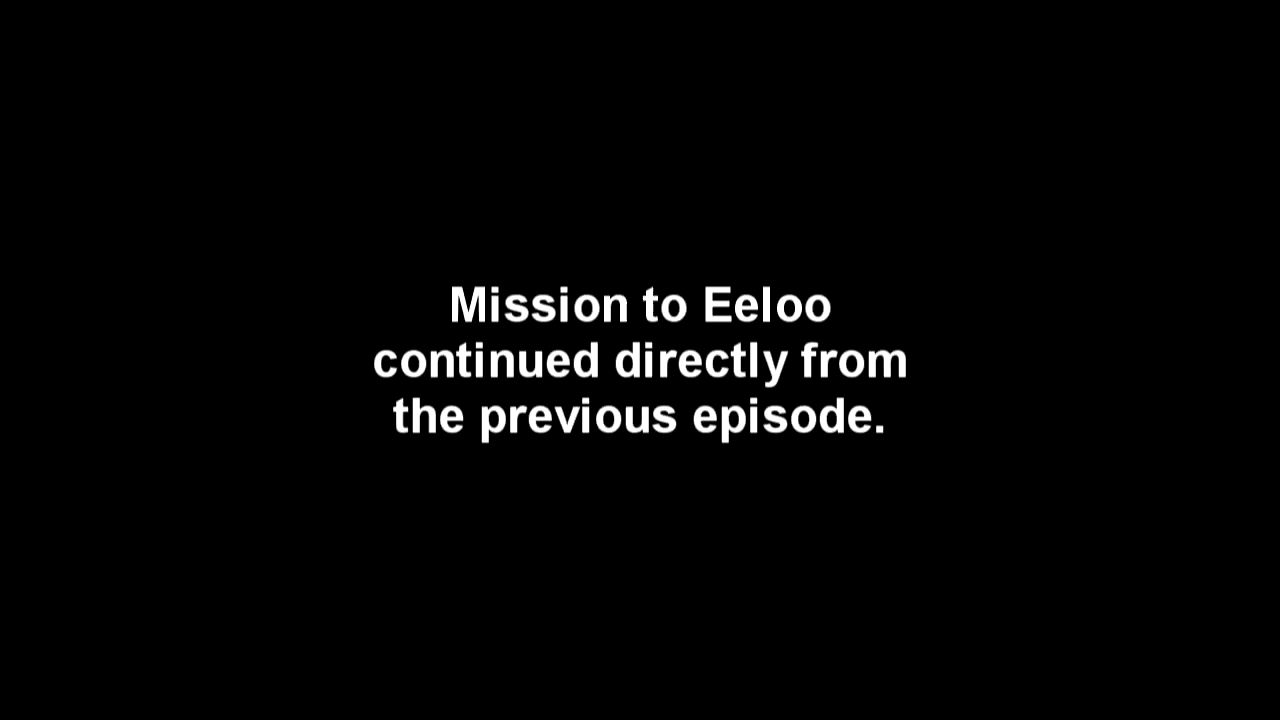 Mission to Eeloo
continued directly from
the previous episode.